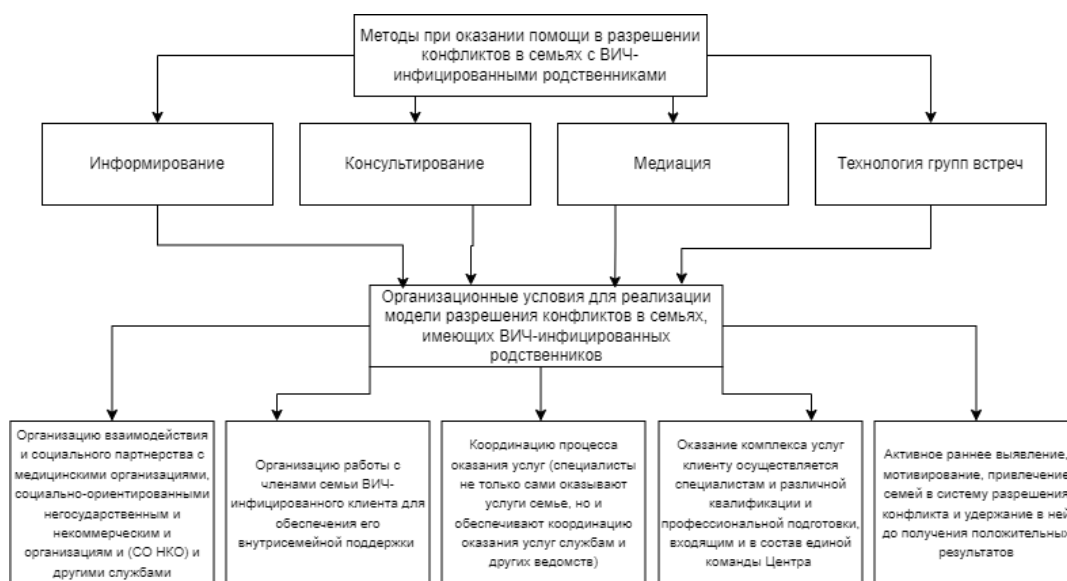 Методы при оказании помощи в разрешении
конфликтов в семьях с ВИЧ-
инфицированными родственниками
Информирование
Консультирование
Медиация
Технология групп встреч
Организационные условия для реализации
модели разрешения конфликтов в семьях,
имеющих ВИЧ-инфицированных
родственников
Организацию взаимодействия
и социального партнерства с
медицинскими организациями,
социально-ориентированными
негосударственным и
некоммерческим и
организациям и (СО НКО) и
другими службами
Организацию работы с
членами семьи ВИЧ-
инфицированного клиента для
обеспечения его
внутрисемейной поддержки
Координацию процесса
оказания услуг (специалисты
не только сами оказывают
услуги семье, но и
обеспечивают координацию
оказания услуг службам и
других ведомств)
Оказание комплекса услуг
клиенту осуществляется
специалистам и различной
квалификации и
профессиональной подготовки,
входящим и в состав единой
команды Центра
Активное раннее выявление,
мотивирование, привлечение
семей в систему разрешения
конфликта и удержание в ней
до получения положительных
результатов